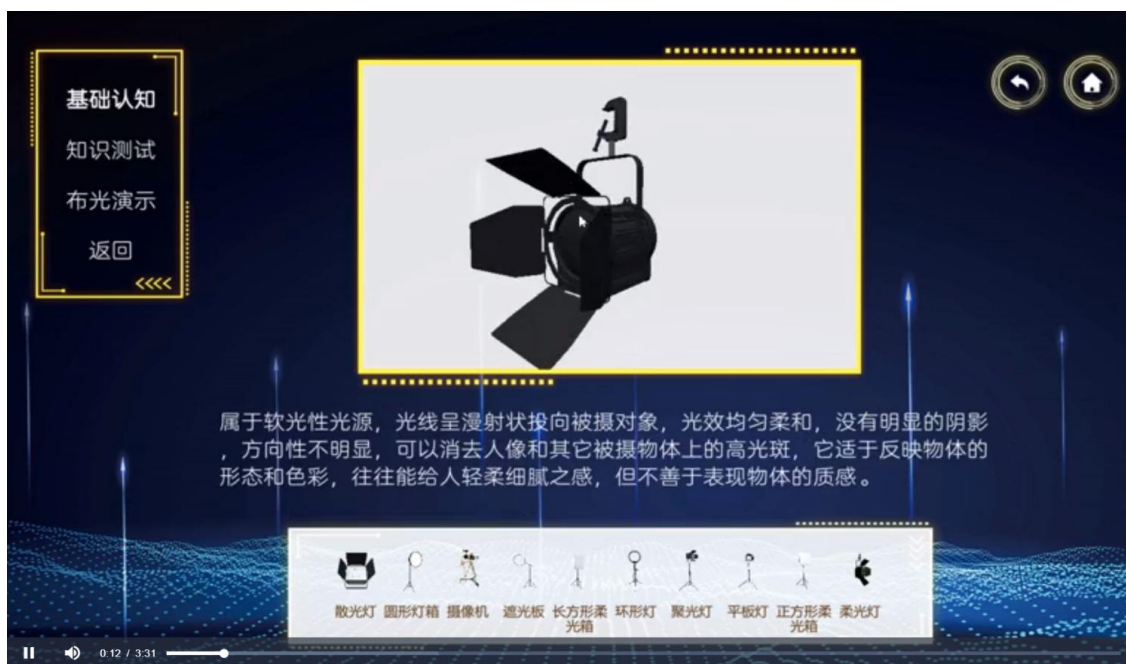 基础认知
知识测试
布光演示
返回
属于软光性光源，光线呈漫射状投向被摄对象，光效均匀柔和，没有明显的阴影
，方向性不明显，可以消去人像和其它被摄物体上的高光斑，它适于反映物体的
形态和色彩，往往能给人轻柔细腻之感，但不善于表现物体的质感。
散光灯 圆形灯箱 摄像机 遮光板 长方形柔光箱 环形灯 聚光灯 平板灯 正方形柔光箱 柔光灯
0:12 / 3:31